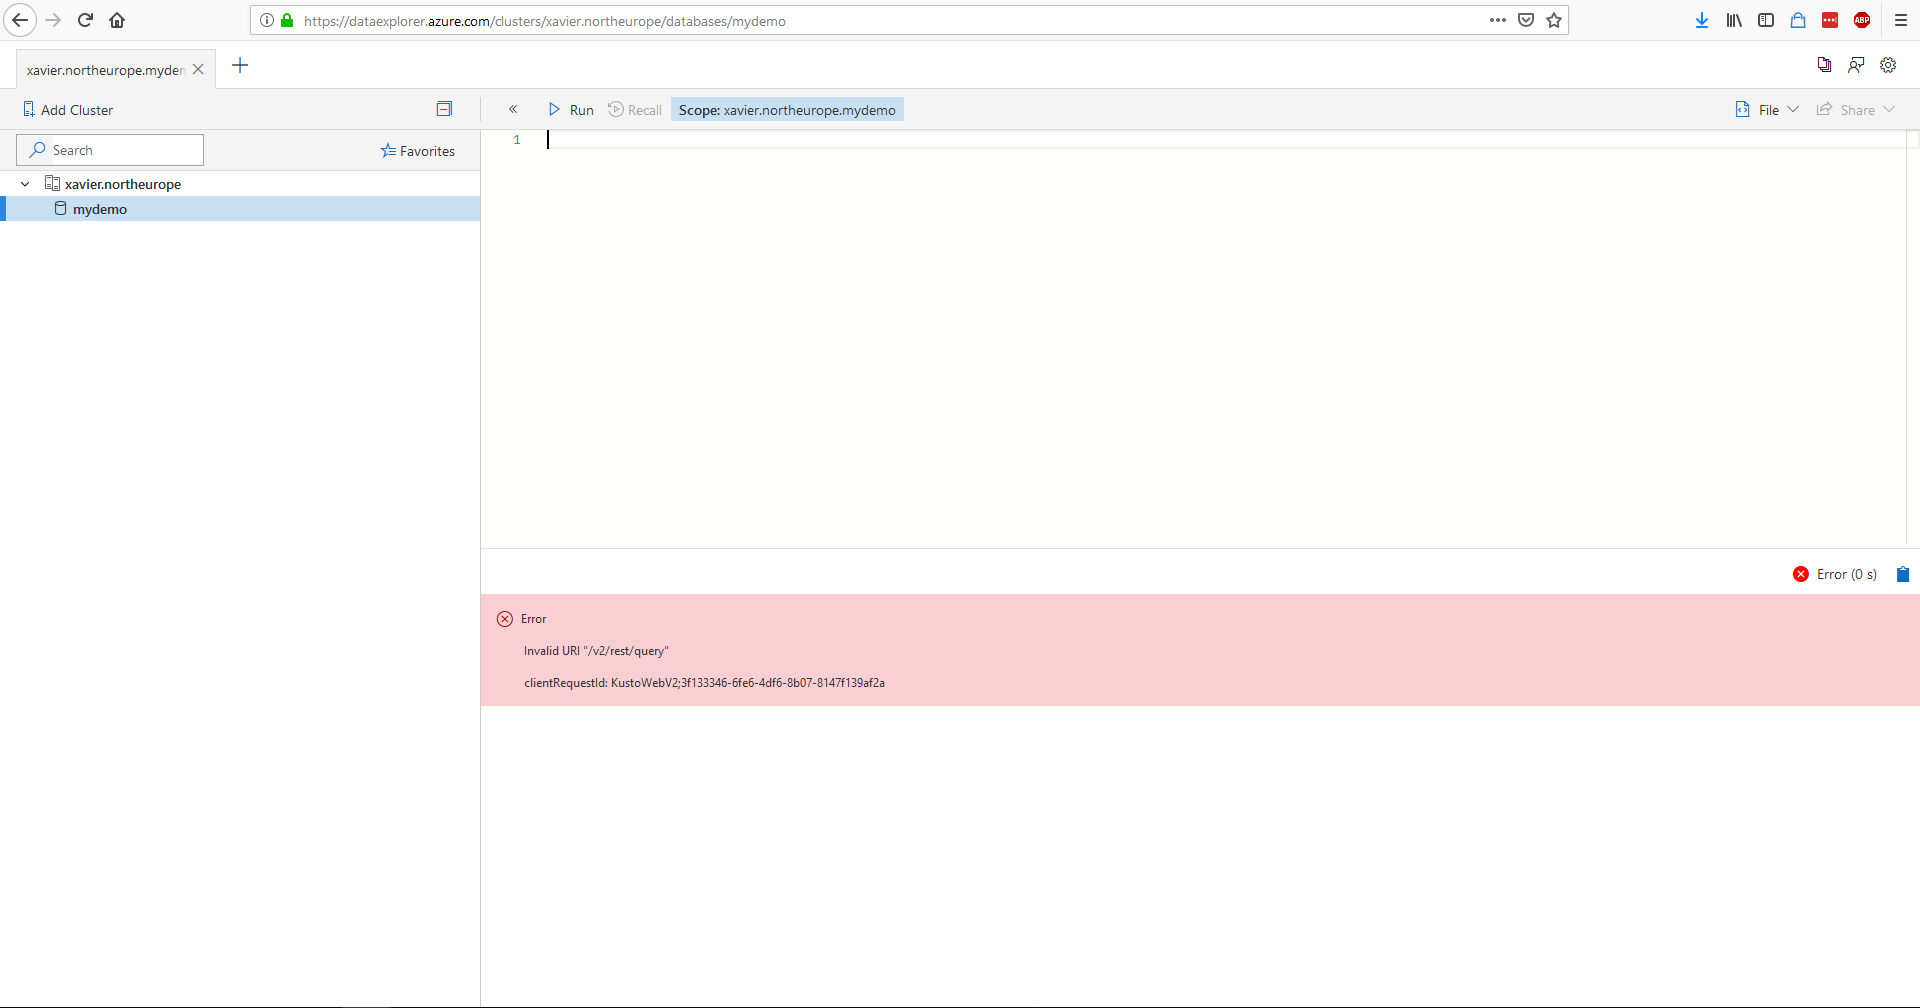 https://dataexplorer.azure.com/clusters/xavier.northeurope/databases/mydemo
ABP
xavier.northeurope.mydem
Add Cluster
Run
Recall
Scope: xavier.northeurope.mydemo
File
Share
Search
Favorites
1
xavier.northeurope
mydemo
Error (0 s)
Error
Invalid URI "/v2/rest/query"
clientRequestId: KustoWebV2;3f133346-6fe6-4df6-8b07-8147f139af2a